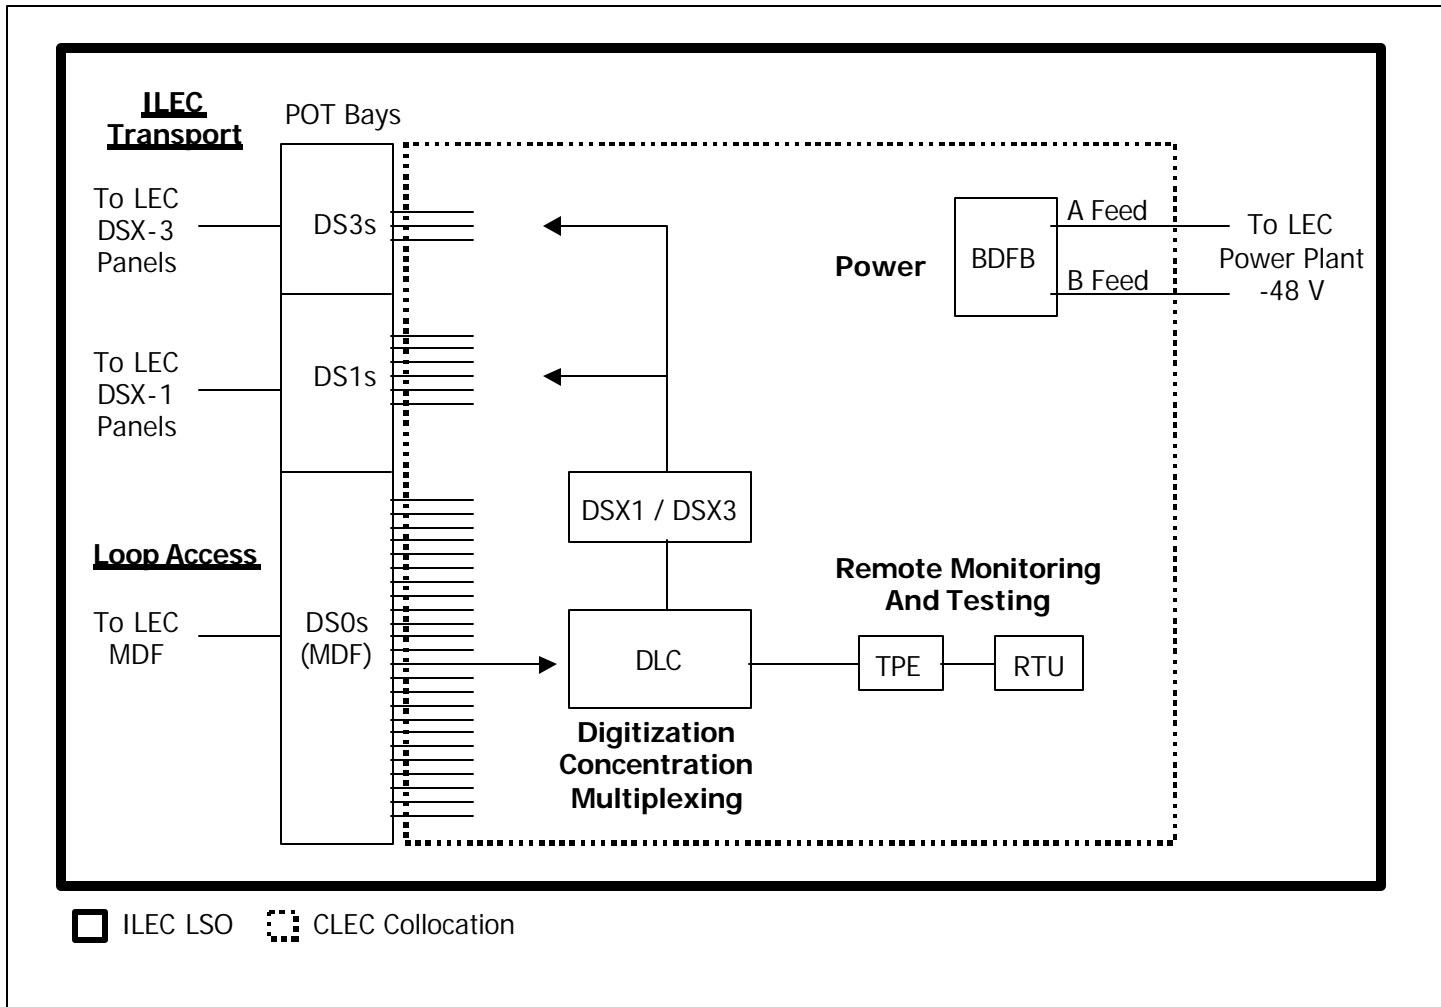 ILEC
Transport
POT Bays
To LEC
DSX-3
Panels
DS3s
To LEC
DSX-1
Panels
DS1s
Loop Access
To LEC
MDF
DS0s
(MDF)
Power
BDFB
A Feed
B Feed
To LEC
Power Plant
-48 V
DSX1 / DSX3
DLC
Digitization
Concentration
Multiplexing
Remote Monitoring
And Testing
TPE
RTU
ILEC LSO
CLEC Collocation